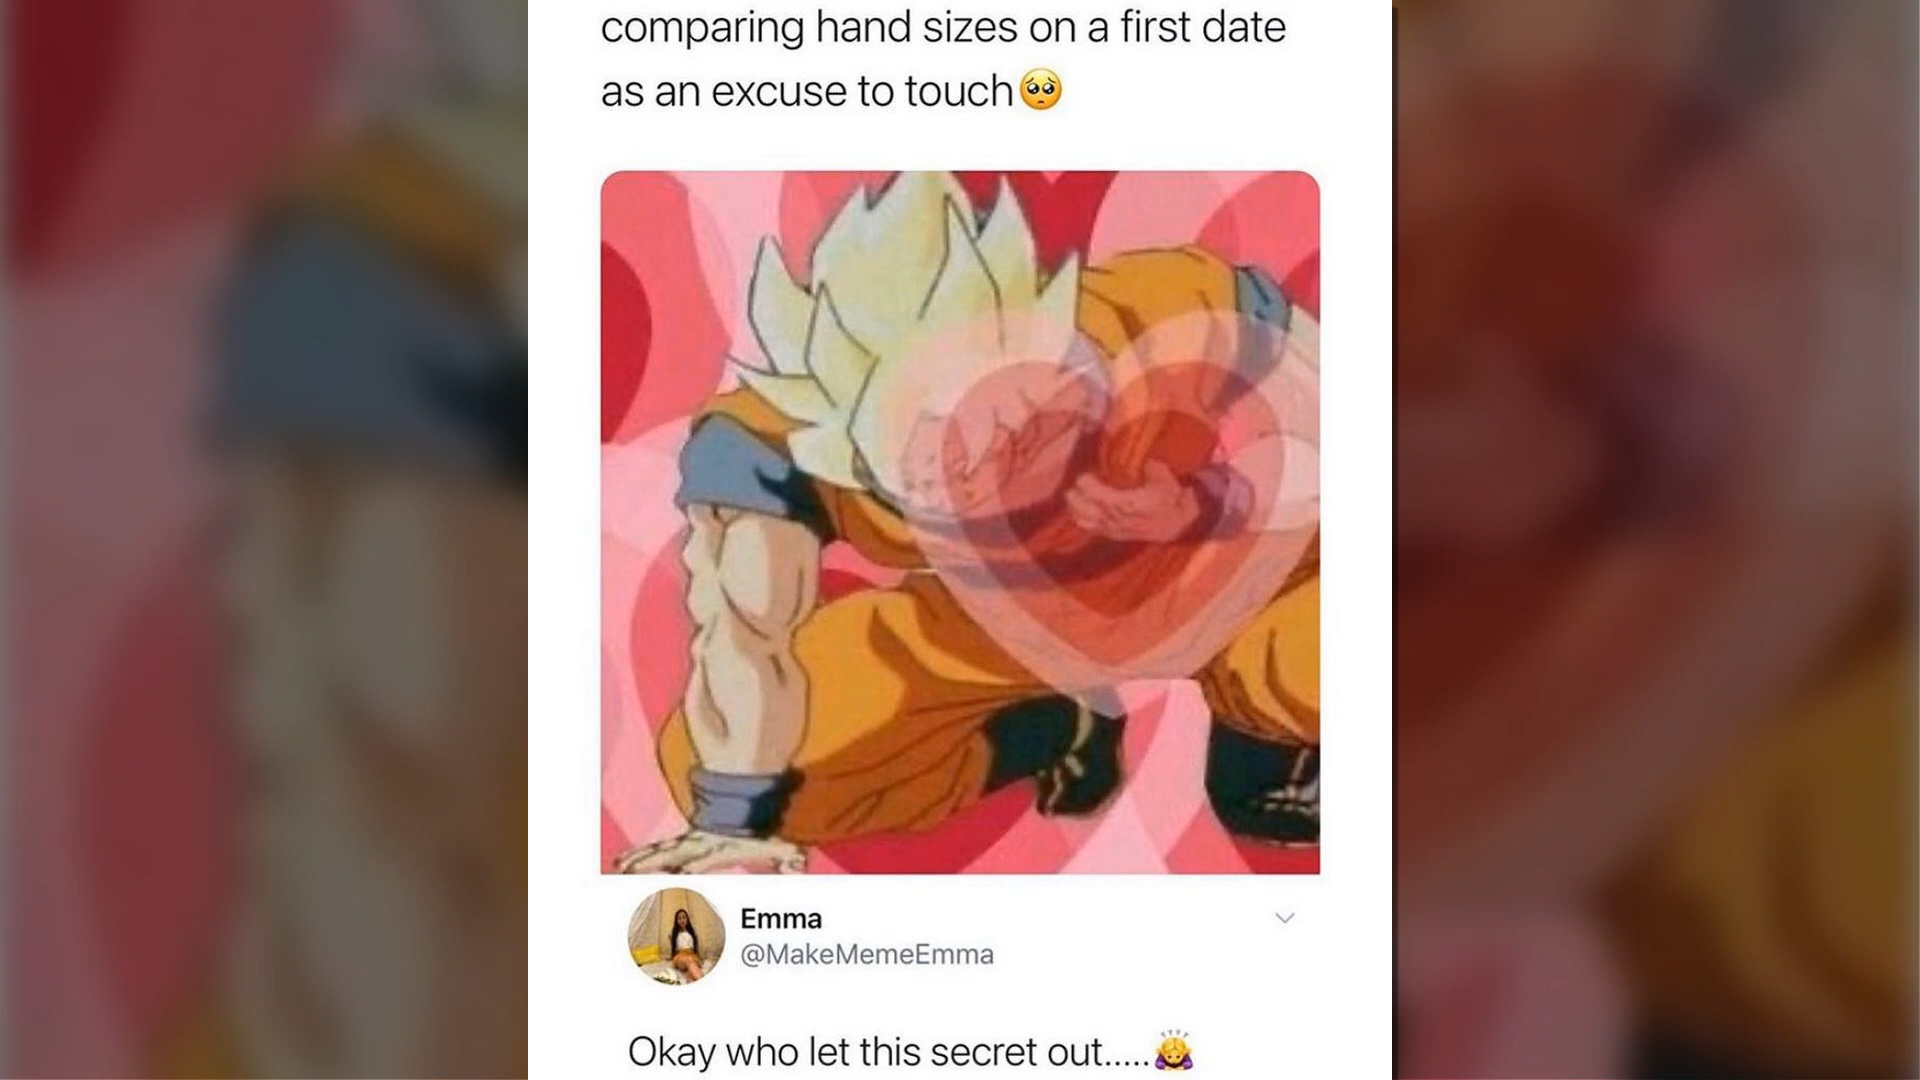 comparing hand sizes on a first date
as an excuse to touch🥺
Emma
@MakeMemeEmma
Okay who let this secret out.....🙇‍♀️